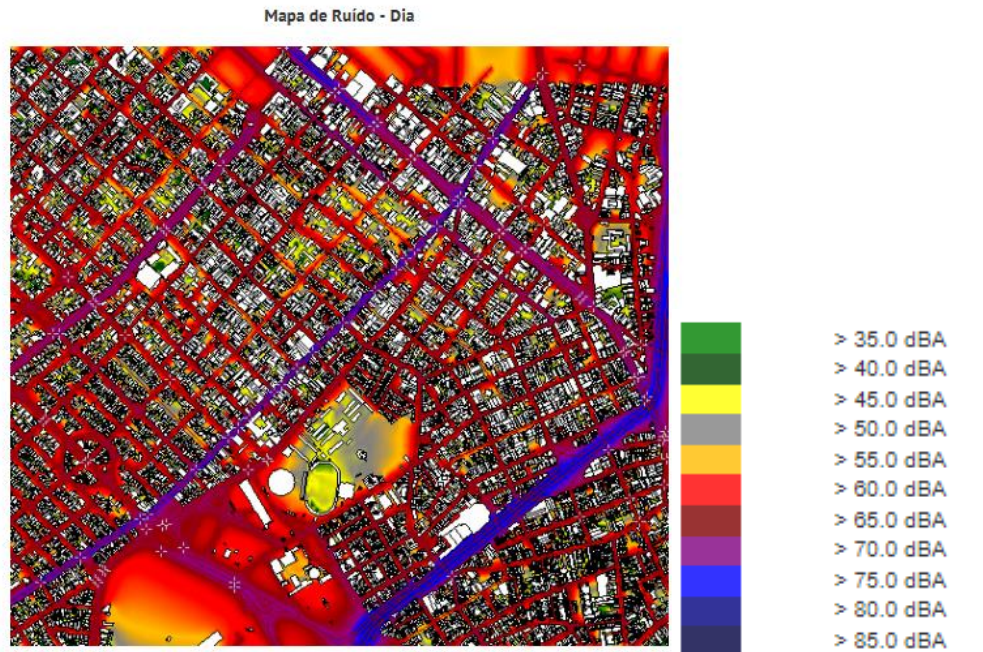 Mapa de Ruído - Dia
> 35.0 dBA
> 40.0 dBA
> 45.0 dBA
> 50.0 dBA
> 55.0 dBA
> 60.0 dBA
> 65.0 dBA
> 70.0 dBA
> 75.0 dBA
> 80.0 dBA
> 85.0 dBA